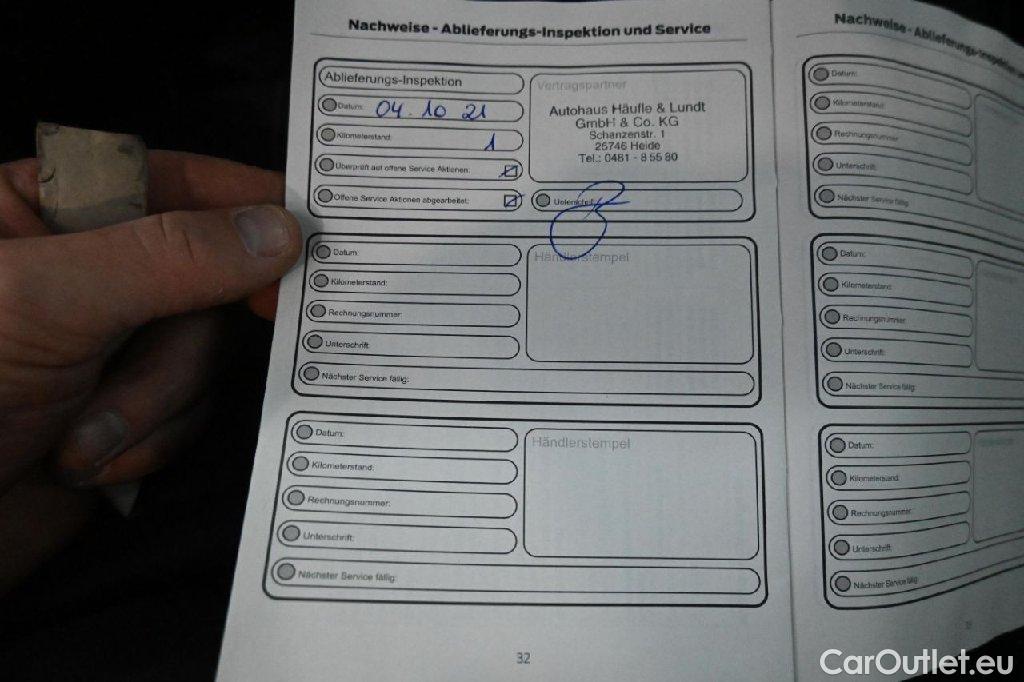 Nachweise - Ablieferungs-Inspektion und Service
Ablieferungs-Inspektion
Datum: 04. 10 21
Kilometerstand: 1
Überprüft auf offene Service Aktionen:
Offene Service Aktionen abgearbeitet:
Vertragspartner
Autohaus Häufle & Lundt
GmbH & Co. KG
Schanzenstr. 1
25746 Heide
Tel.: 0481 - 8 55 80
Datum:
Kilometerstand:
Rechnungsnummer:
Unterschrift:
Nächster Service fällig:
Händlerstempel
Datum:
Kilometerstand:
Rechnungsnummer:
Unterschrift:
Nächster Service fällig:
Händlerstempel
32
Nachweise - Ablieferungs-Inspektion
Datum:
Kilometerstand:
Rechnungsnummer:
Unterschrift:
Nächster Service fällig:
Datum:
Kilometerstand:
Rechnungsnummer:
Unterschrift:
Nächster Service fällig:
Datum:
Kilometerstand:
Rechnungsnummer:
Unterschrift:
Nächster Service fällig:
CarOutlet.eu